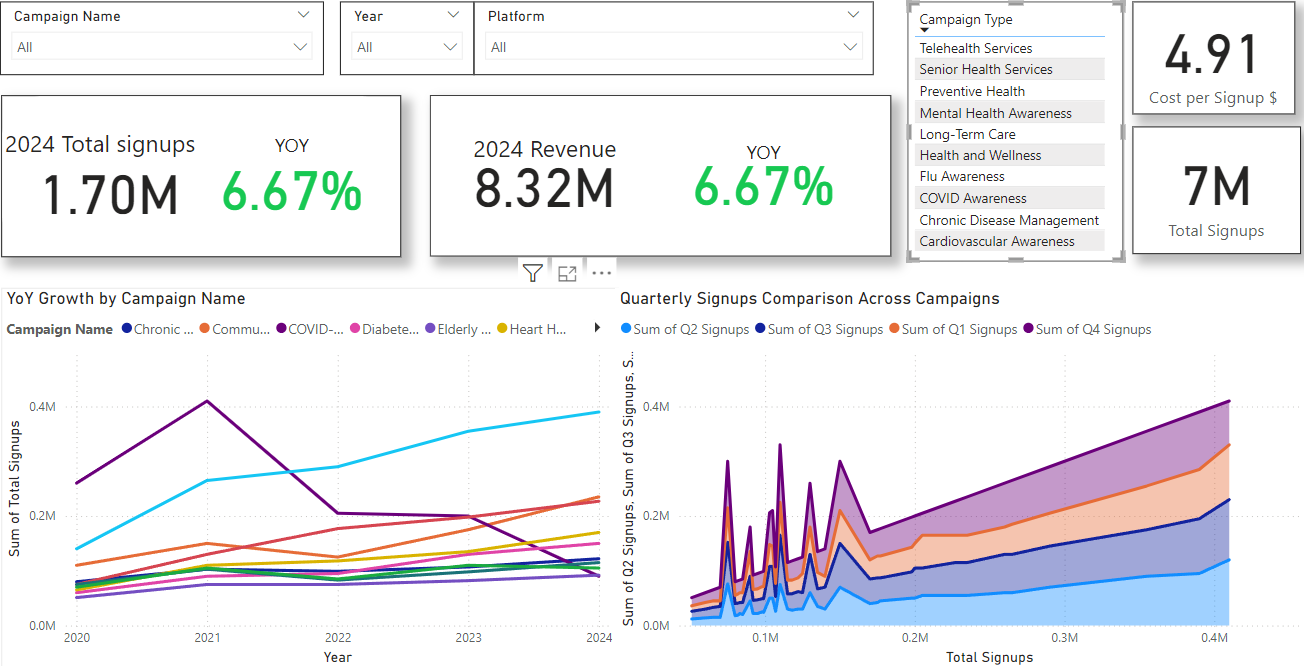 Campaign Name
All
Year
All
Platform
All
Campaign Type
Telehealth Services
Senior Health Services
Preventive Health
Mental Health Awareness
Long-Term Care
Health and Wellness
Flu Awareness
COVID Awareness
Chronic Disease Management
Cardiovascular Awareness
4.91
Cost per Signup $
7M
Total Signups
2024 Total signups
1.70M
YOY
6.67%
2024 Revenue
8.32M
YOY
6.67%
YoY Growth by Campaign Name
Campaign Name Chronic ... Commu... COVID-... Diabete... Elderly ... Heart H...
Sum of Total Signups
0.4M
0.2M
0.0M
2020 2021 2022 2023 2024
Year
Quarterly Signups Comparison Across Campaigns
Sum of Q2 Signups Sum of Q3 Signups Sum of Q1 Signups Sum of Q4 Signups
Sum of Q2 Signups, Sum of Q3 Signups, S...
0.4M
0.2M
0.0M
0.1M 0.2M 0.3M 0.4M
Total Signups